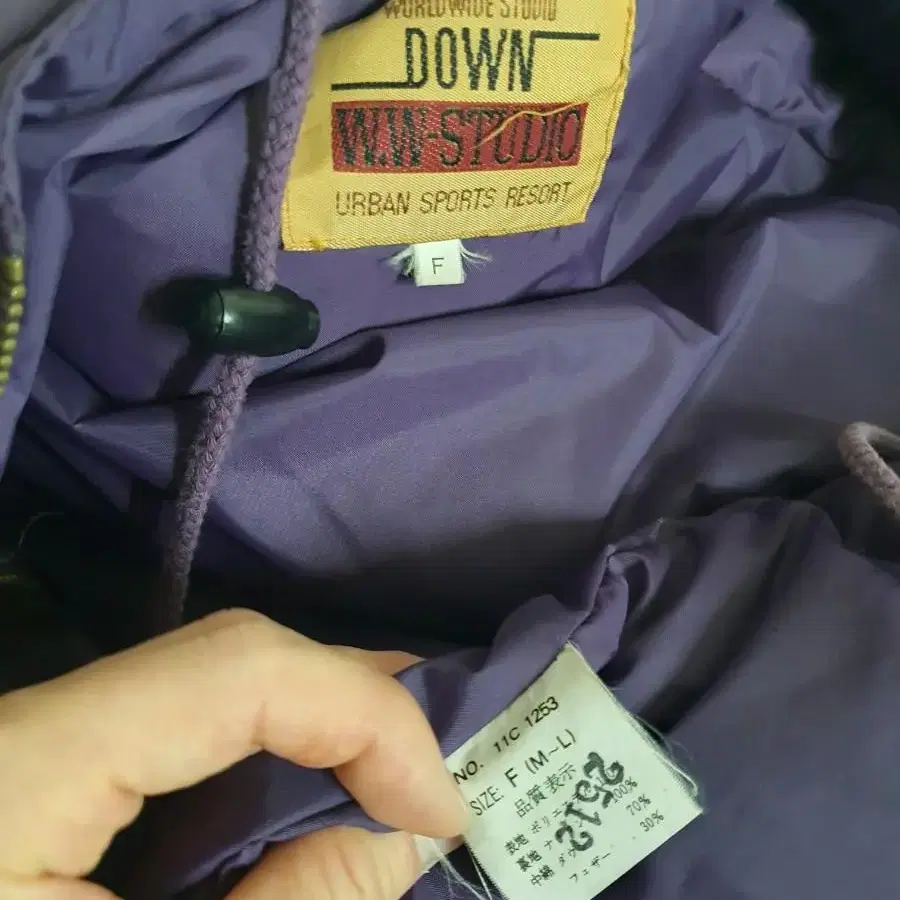 WORLDWIDE STUDIO
DOWN
W.W-STUDIO
URBAN SPORTS RESORT
F
NO. 11C 1253
SIZE: F (M~L)
品質表示
表地 ポリエ 100%
裏地 ナ
中綿 ダウ 70%
フェザー 30%